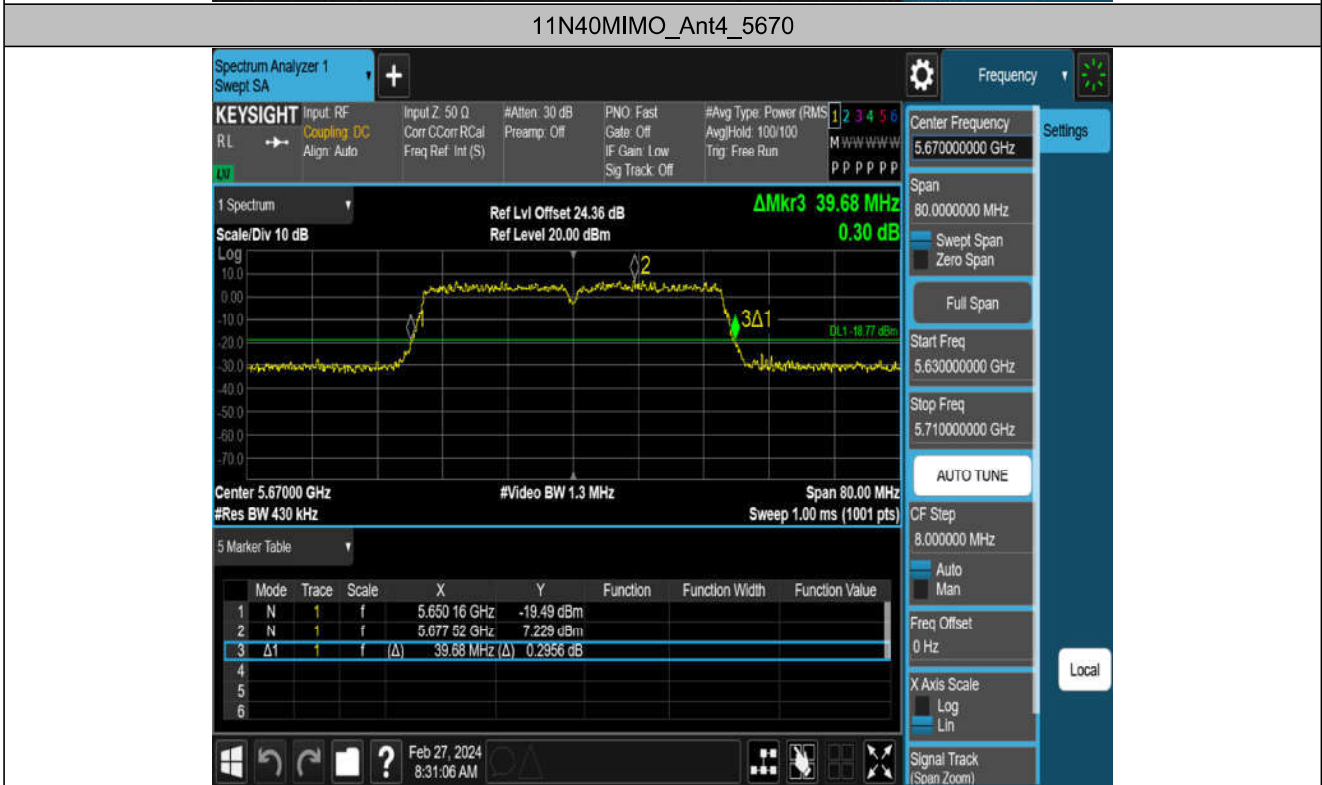 11N40MIMO_Ant4_5670
Spectrum Analyzer 1
Swept SA
+
Frequency
KEYSIGHT
RL
LXI
Input: RF
Coupling: DC
Align: Auto
Input Z: 50 Ω
Corr CCorr RCal
Freq Ref: Int (S)
#Atten: 30 dB
Preamp: Off
PNO: Fast
Gate: Off
IF Gain: Low
Sig Track: Off
#Avg Type: Power (RMS
Avg|Hold: 100/100
Trig: Free Run
1 2 3 4 5 6
M W W W W W
P P P P P P
Center Frequency
5.670000000 GHz
Settings
Span
80.0000000 MHz
Swept Span
Zero Span
Full Span
Start Freq
5.630000000 GHz
Stop Freq
5.710000000 GHz
AUTO TUNE
CF Step
8.000000 MHz
Auto
Man
Freq Offset
0 Hz
X Axis Scale
Log
Lin
Signal Track
(Span Zoom)
Local
1 Spectrum
Scale/Div 10 dB
Ref Lvl Offset 24.36 dB
Ref Level 20.00 dBm
ΔMkr3 39.68 MHz
0.30 dB
Log
10.0
0.00
-10.0
-20.0
-30.0
-40.0
-50.0
-60.0
-70.0
1
2
3Δ1
DL1 -18.77 dBm
Center 5.67000 GHz
#Video BW 1.3 MHz
Span 80.00 MHz
#Res BW 430 kHz
Sweep 1.00 ms (1001 pts)
5 Marker Table
Mode Trace Scale X Y Function Function Width Function Value
1 N 1 f 5.650 16 GHz -19.49 dBm
2 N 1 f 5.677 52 GHz 7.229 dBm
3 Δ1 1 f (Δ) 39.68 MHz (Δ) 0.2956 dB
4
5
6
?
Feb 27, 2024
8:31:06 AM